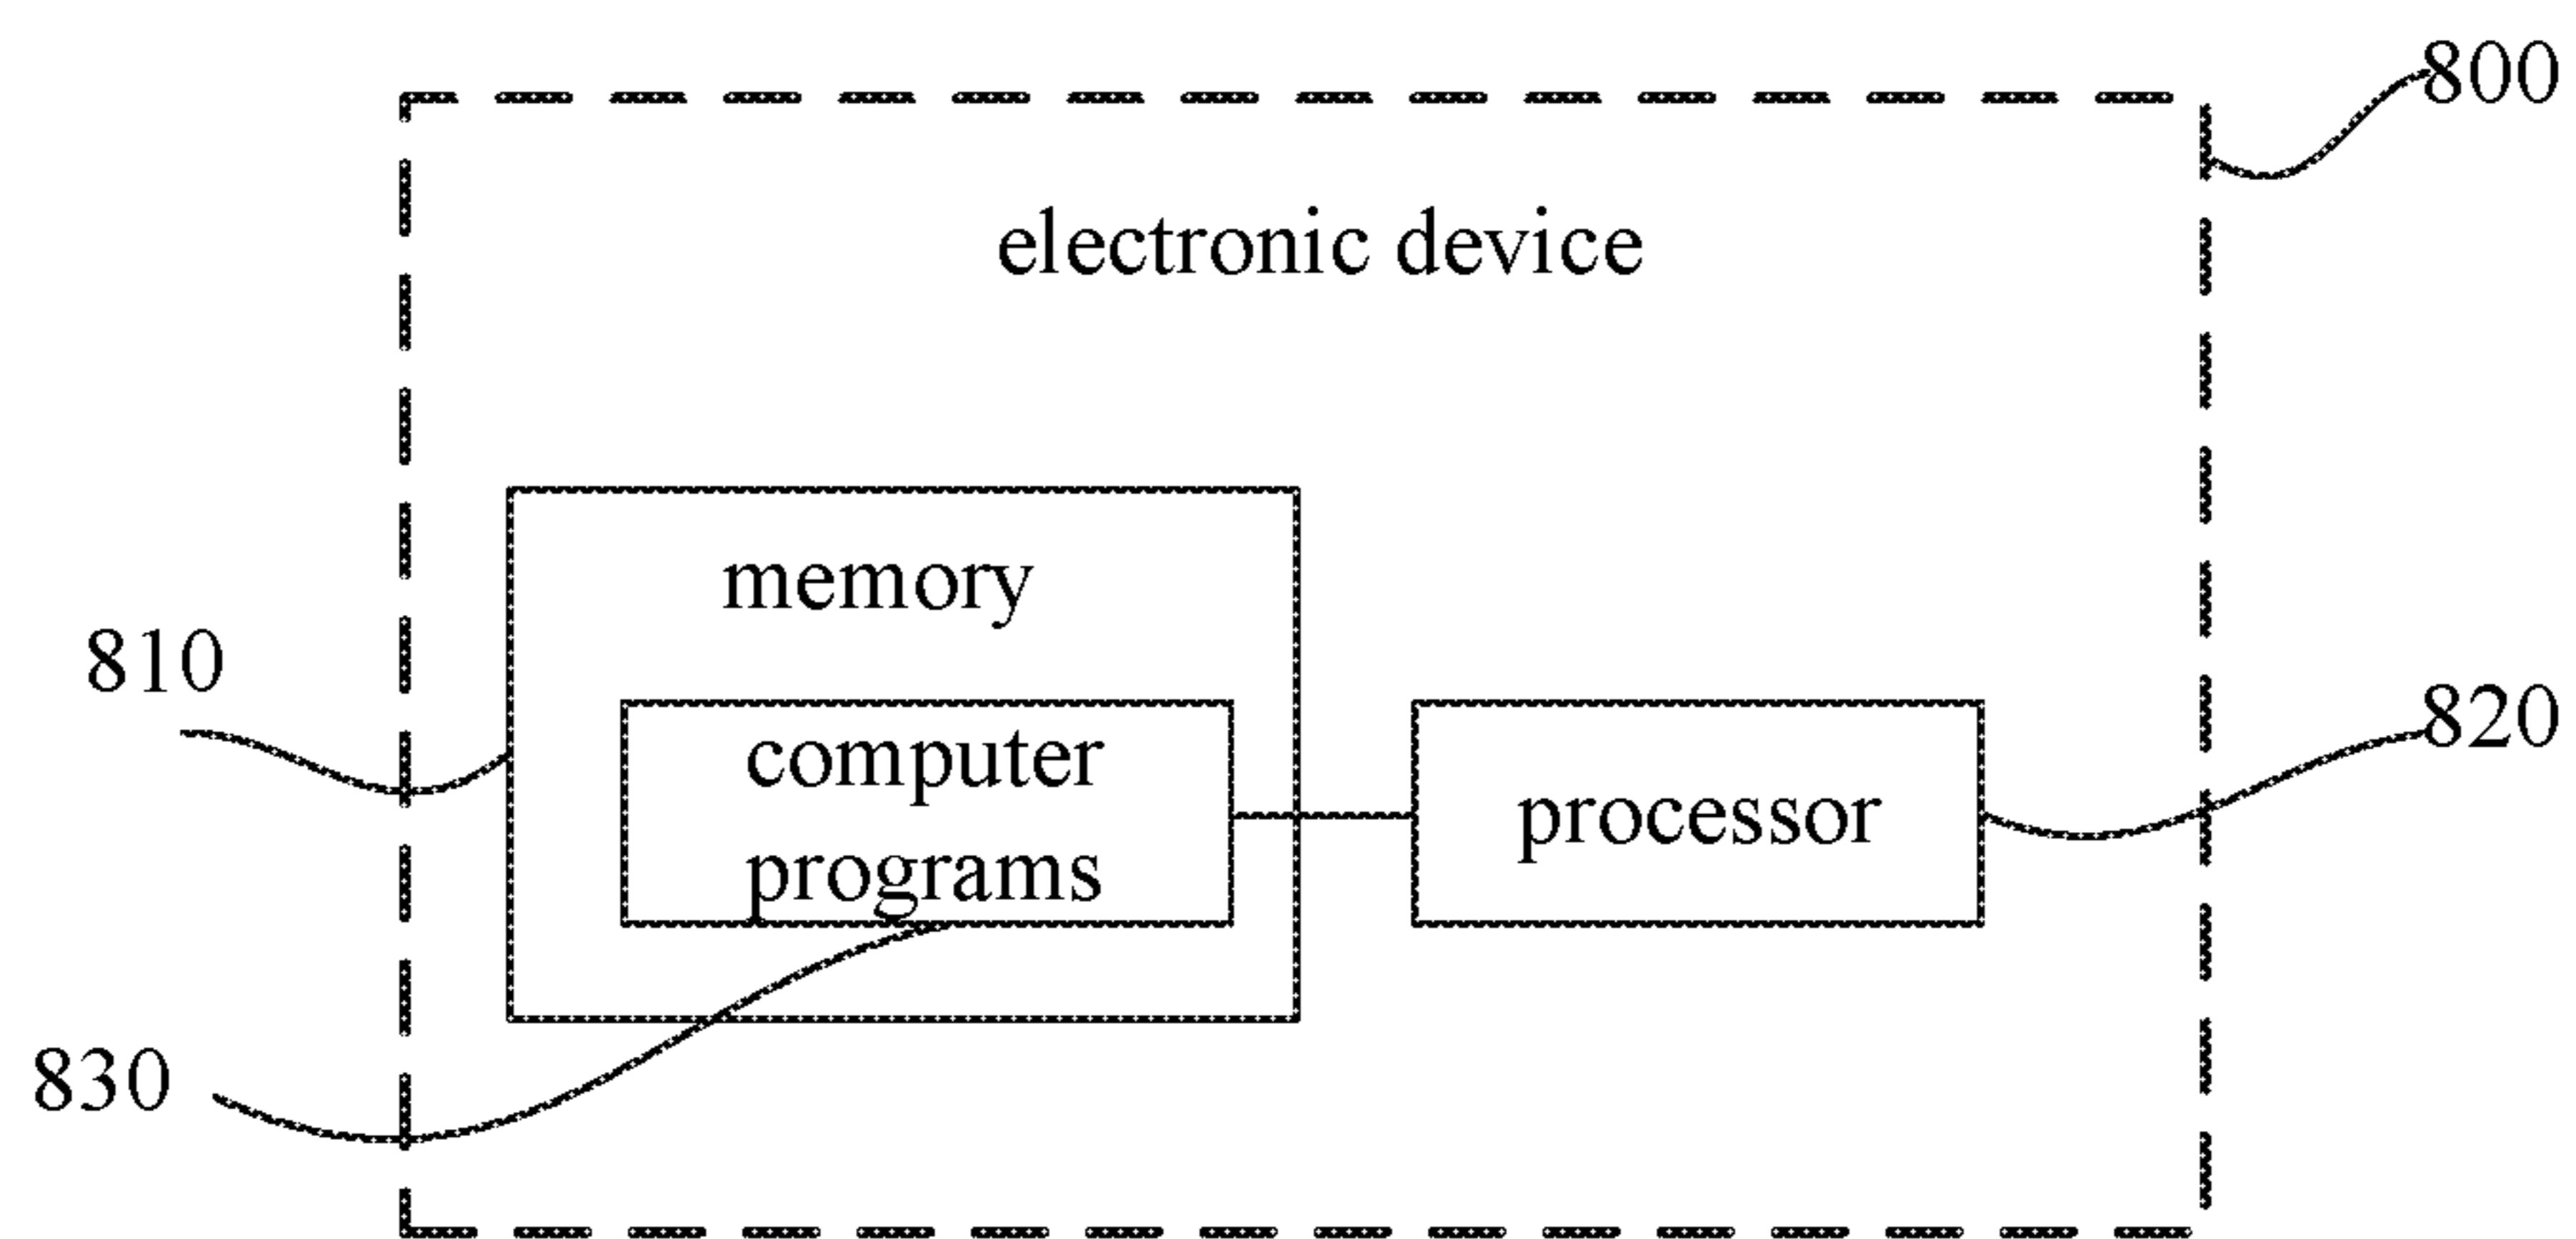 800
electronic device
memory
810
computer
programs
processor
820
830